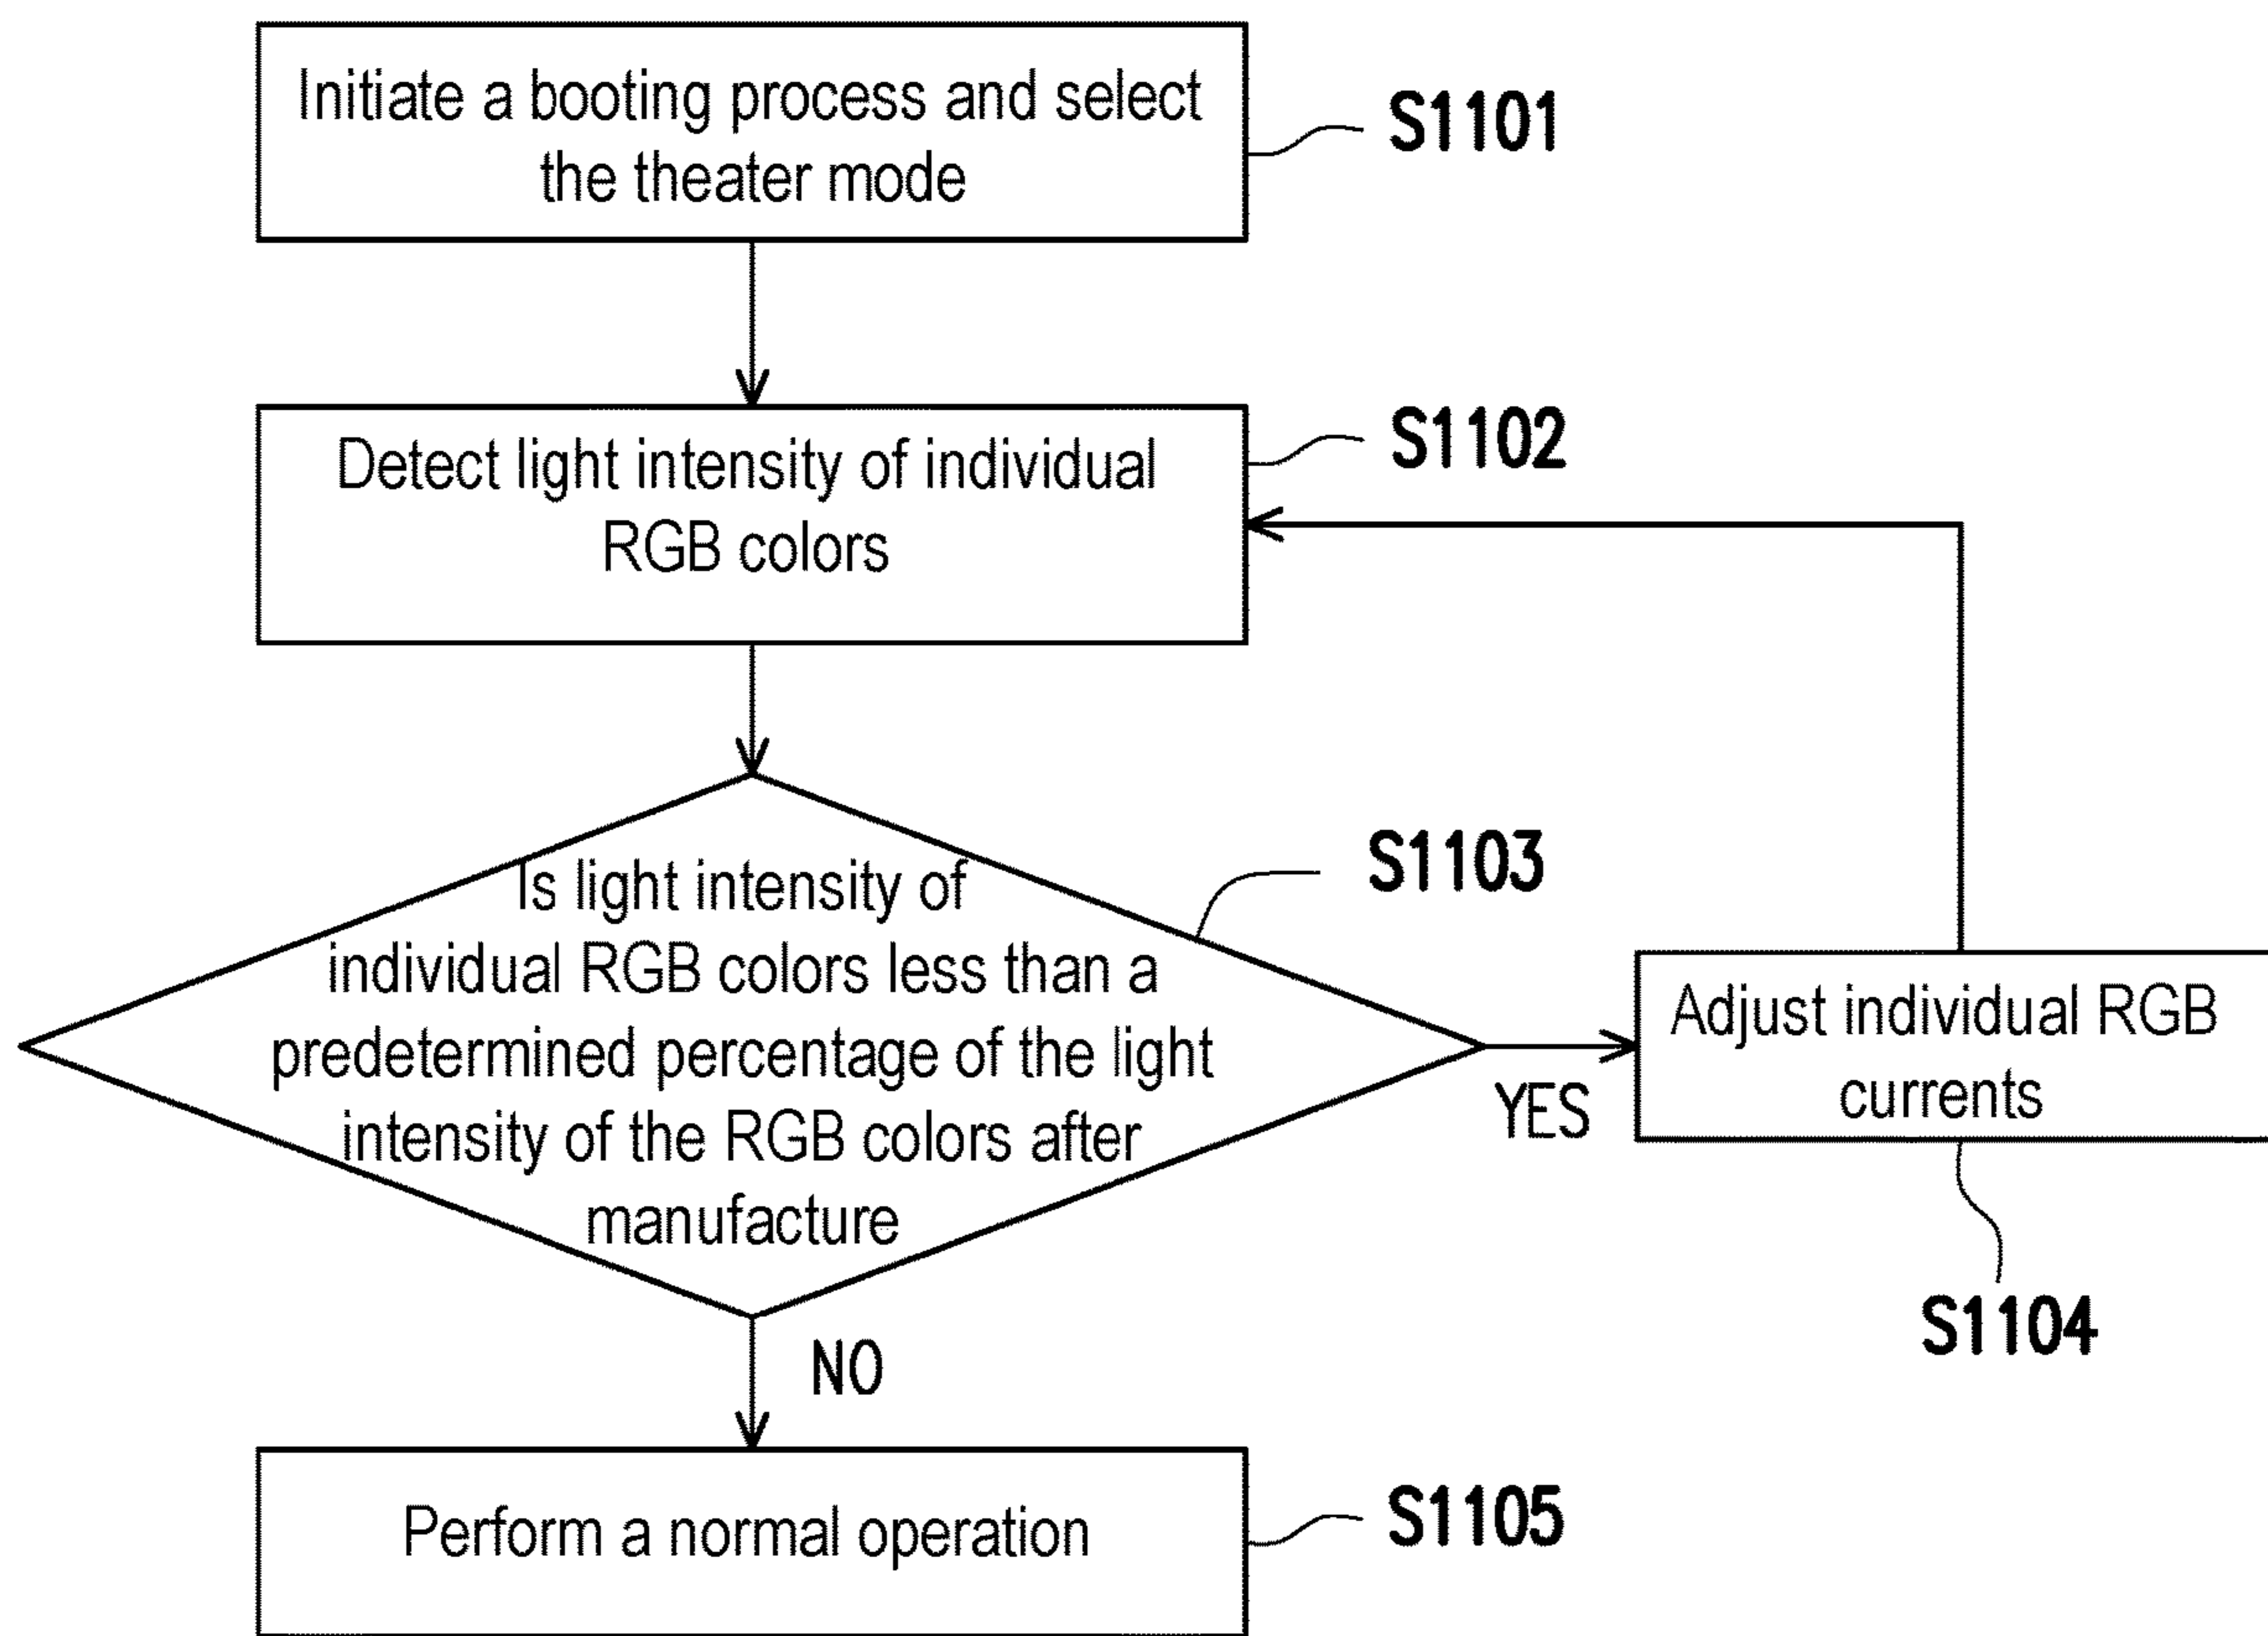 Initiate a booting process and select
the theater mode
S1101
Detect light intensity of individual
RGB colors
S1102
Is light intensity of
individual RGB colors less than a
predetermined percentage of the light
intensity of the RGB colors after
manufacture
S1103
YES
Adjust individual RGB
currents
S1104
NO
Perform a normal operation
S1105